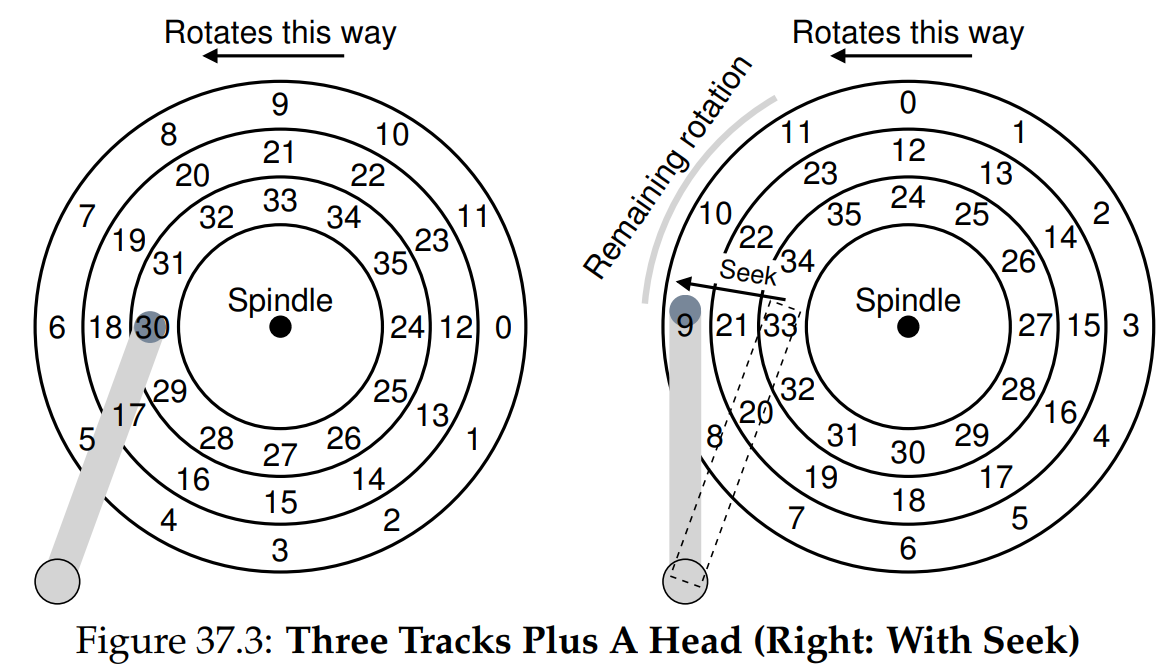 Rotates this way
Rotates this way
9
8 10
21
20 22
33
7 32 34 11
19 23
31 35
Spindle
6 18 30 24 12 0
29 25
17 13
5 28 26 1
27
16 14
15
4 2
3
Remaining rotation
0
11 1
12
23 13
24
10 35 25 2
22 14
34 26
Seek
Spindle
9 21 33 27 15 3
32 28
20 16
8 31 29 4
30
19 17
18
7 5
6
Figure 37.3: Three Tracks Plus A Head (Right: With Seek)